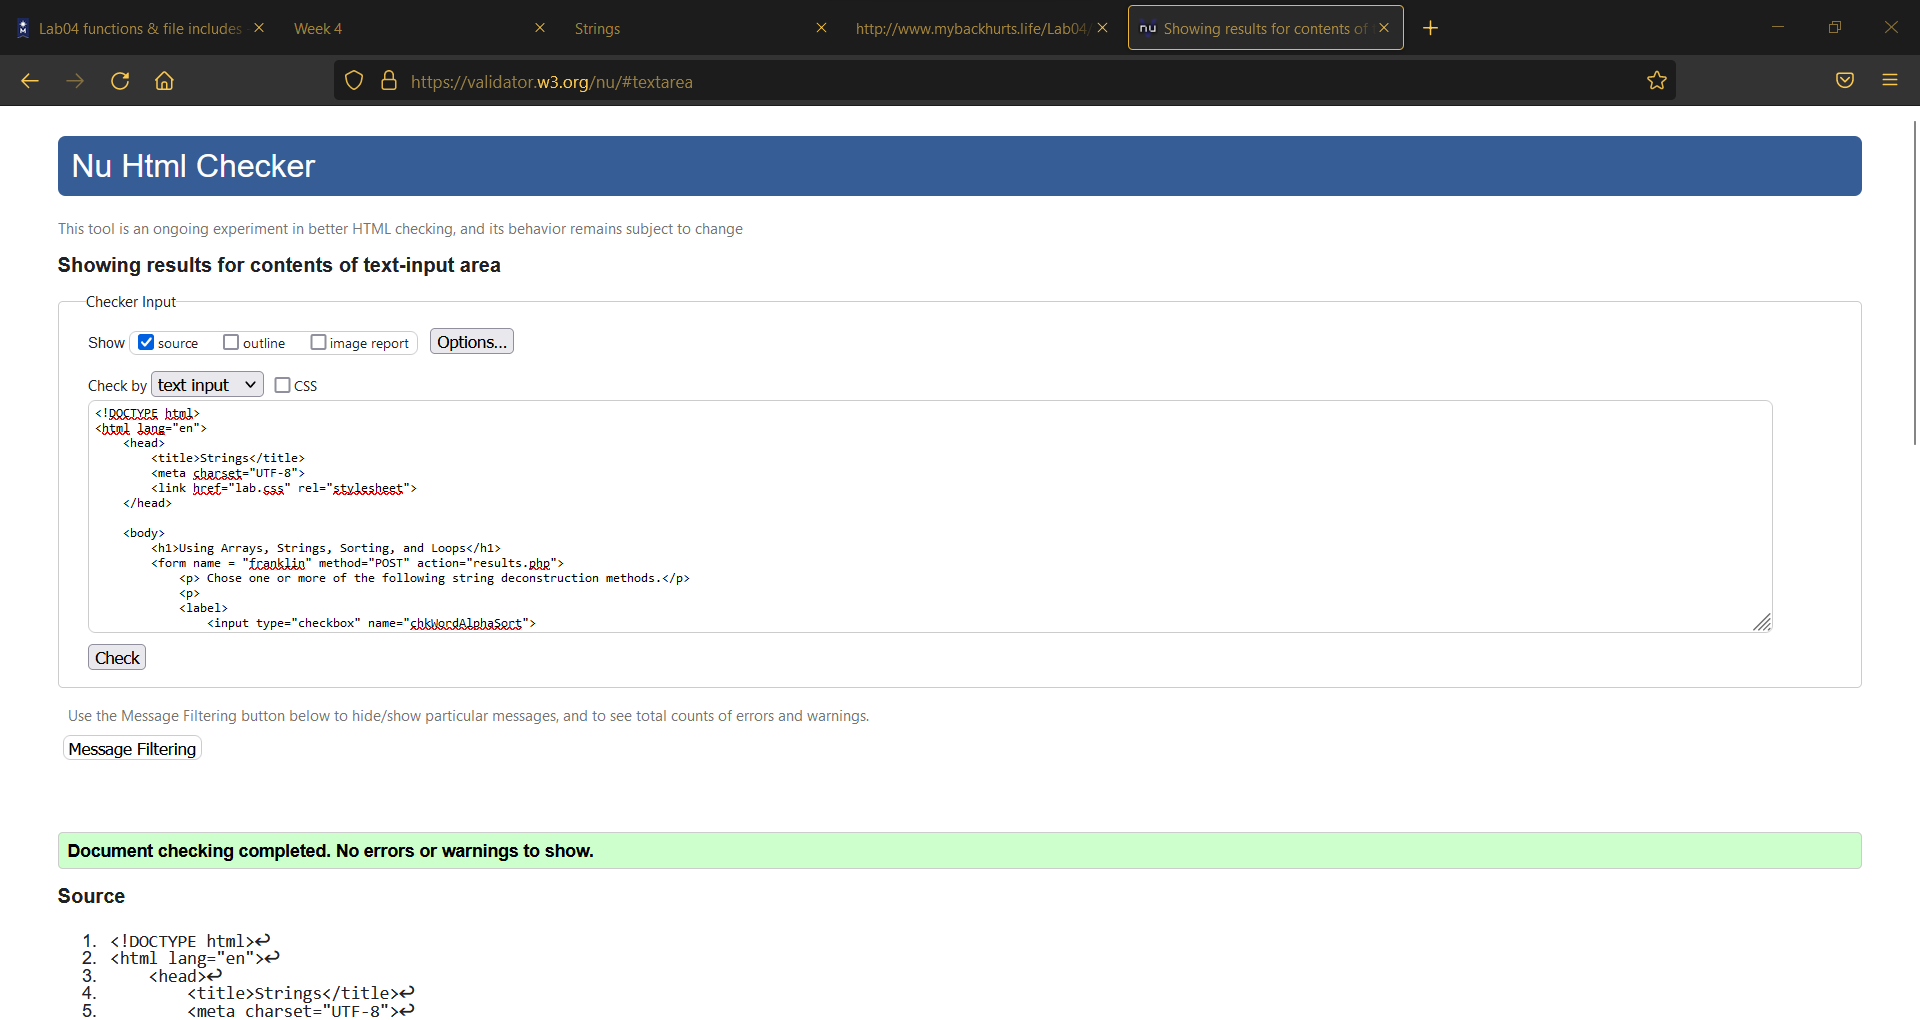 Lab04 functions & file includes
Week 4
Strings
http://www.mybackhurts.life/Lab04/
nu Showing results for contents of
https://validator.w3.org/nu/#textarea
Nu Html Checker
This tool is an ongoing experiment in better HTML checking, and its behavior remains subject to change
Showing results for contents of text-input area
Checker Input
Show source outline image report Options...
Check by text input CSS
<!DOCTYPE html>
<html lang="en">
<head>
<title>Strings</title>
<meta charset="UTF-8">
<link href="lab.css" rel="stylesheet">
</head>
<body>
<h1>Using Arrays, Strings, Sorting, and Loops</h1>
<form name = "franklin" method="POST" action="results.php">
<p> Chose one or more of the following string deconstruction methods.</p>
<p>
<label>
<input type="checkbox" name="chkWordAlphaSort">
Check
Use the Message Filtering button below to hide/show particular messages, and to see total counts of errors and warnings.
Message Filtering
Document checking completed. No errors or warnings to show.
Source
1. <!DOCTYPE html>↩
2. <html lang="en">↩
3. <head>↩
4. <title>Strings</title>↩
5. <meta charset="UTF-8">↩